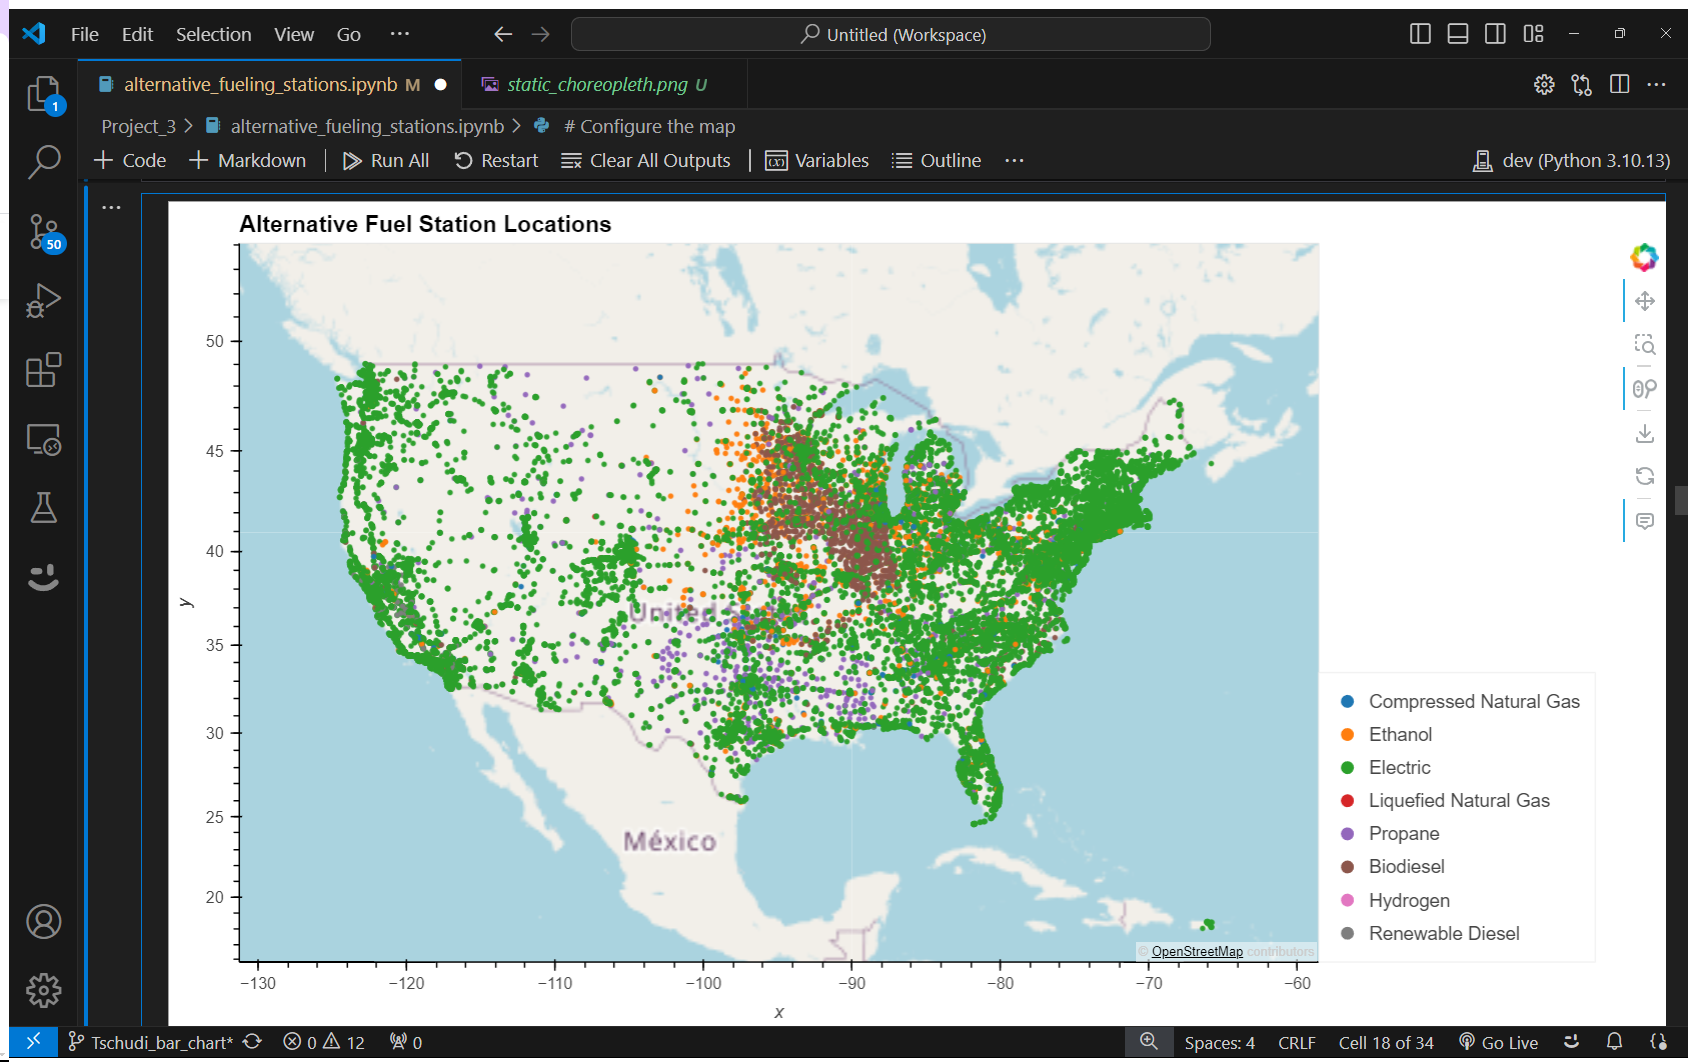 File Edit Selection View Go ···
Untitled (Workspace)
alternative_fueling_stations.ipynb M
static_choreopleth.png U
1
Project_3 > alternative_fueling_stations.ipynb > # Configure the map
+ Code + Markdown | Run All Restart Clear All Outputs | Variables Outline ···
dev (Python 3.10.13)
50
Alternative Fuel Station Locations
50
45
40
35
30
25
20
y
United S
México
Compressed Natural Gas
Ethanol
Electric
Liquefied Natural Gas
Propane
Biodiesel
Hydrogen
Renewable Diesel
© OpenStreetMap contributors
−130 −120 −110 −100 −90 −80 −70 −60
x
Tschudi_bar_chart* 0 12 0
Spaces: 4 CRLF Cell 18 of 34 Go Live